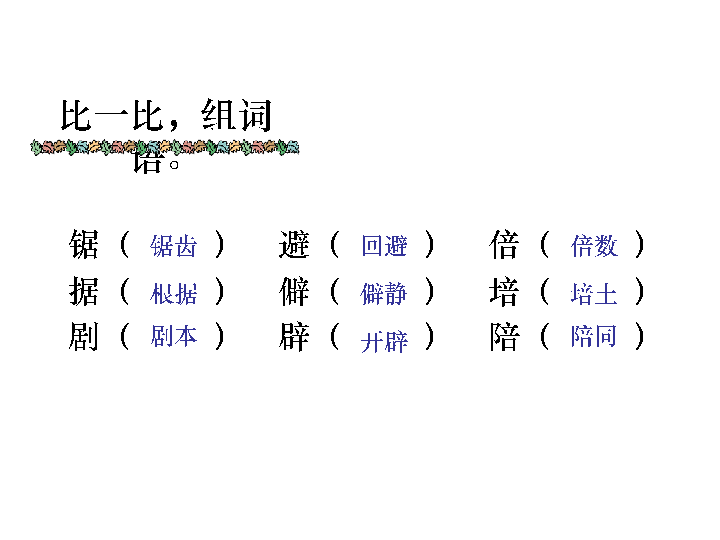 比一比，组词
语。
锯（ 锯齿 ） 避（ 回避 ） 倍（ 倍数 ）
据（ 根据 ） 僻（ 僻静 ） 培（ 培土 ）
剧（ 剧本 ） 辟（ 开辟 ） 陪（ 陪同 ）